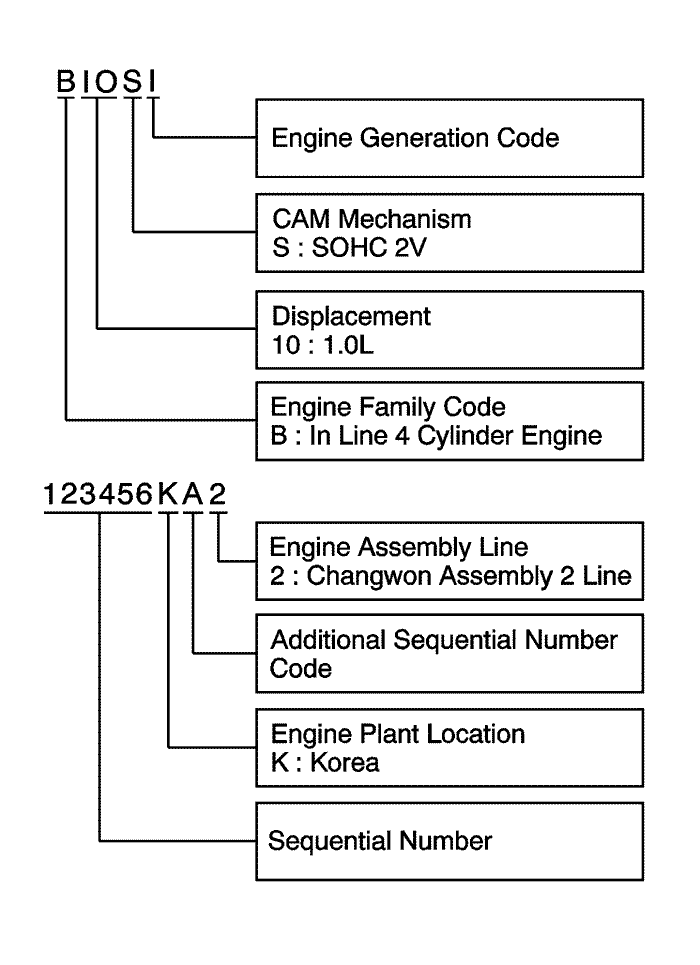 BIOSI
Engine Generation Code
CAM Mechanism
S : SOHC 2V
Displacement
10 : 1.0L
Engine Family Code
B : In Line 4 Cylinder Engine
123456KA2
Engine Assembly Line
2 : Changwon Assembly 2 Line
Additional Sequential Number
Code
Engine Plant Location
K : Korea
Sequential Number